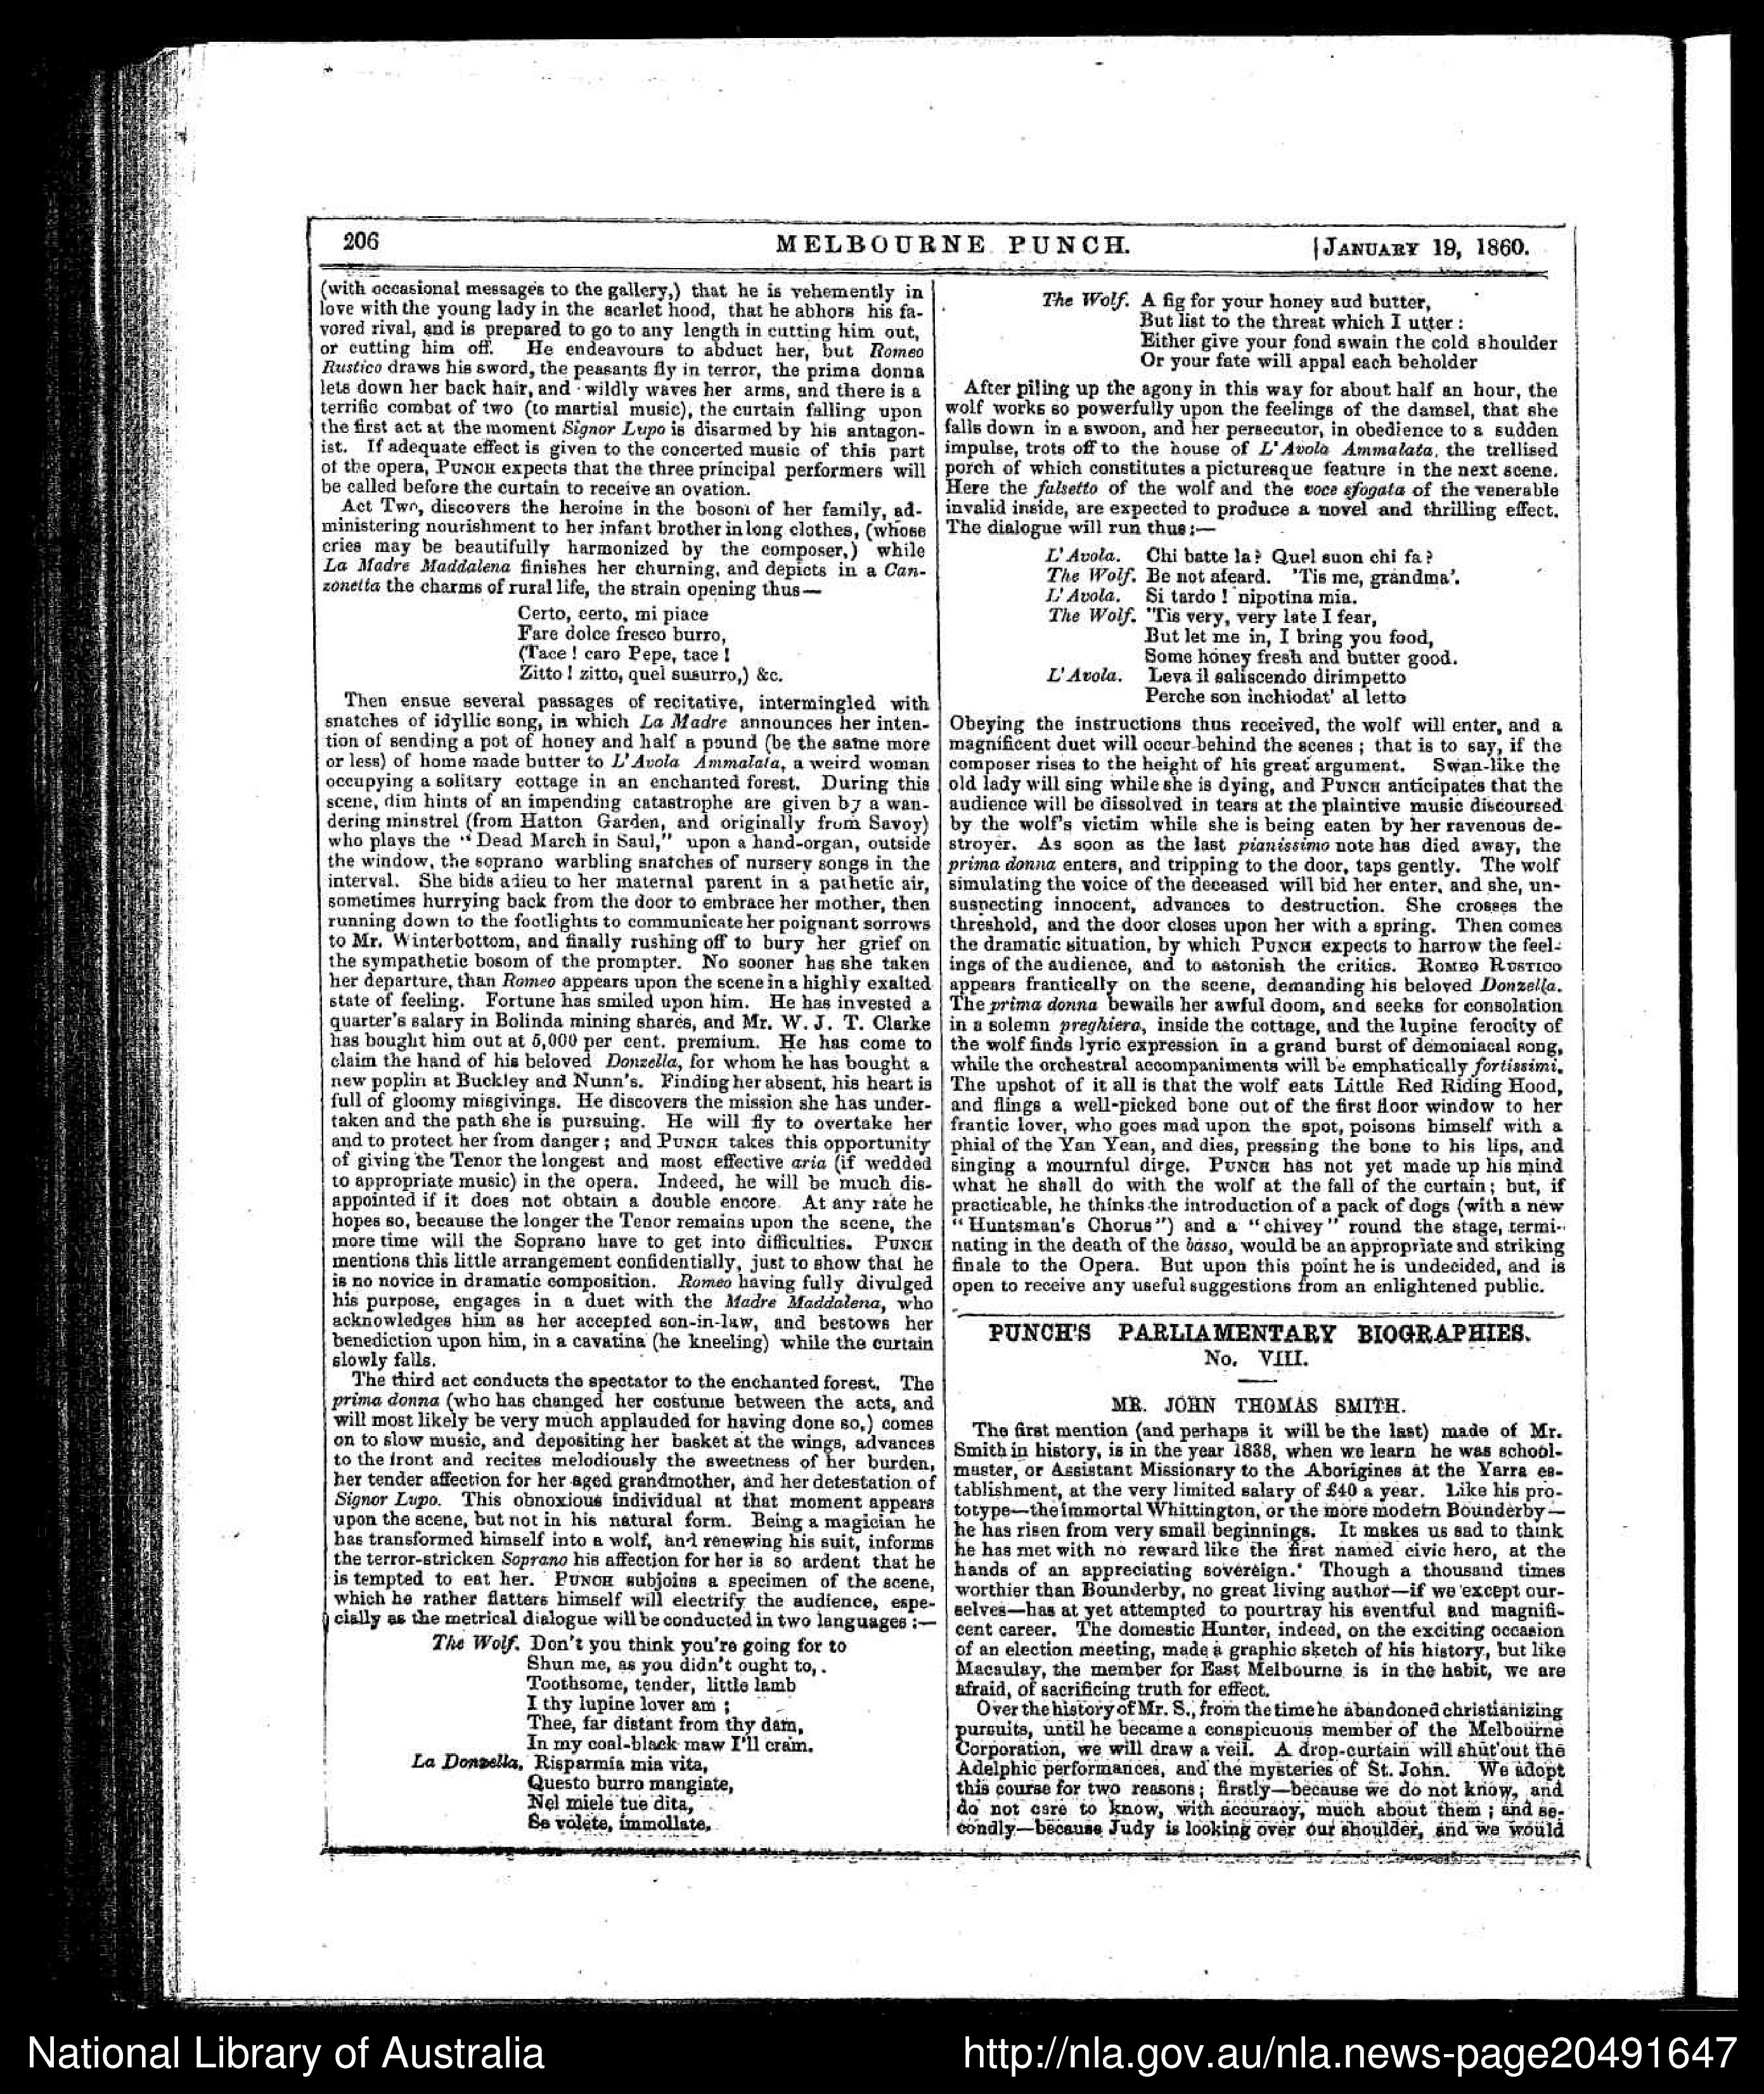 206
MELBOURNE PUNCH.
JANUARY 19, 1860.
(with occasional messages to the gallery,) that he is vehemently in
love with the young lady in the scarlet hood, that he abhors his fa-
vored rival, and is prepared to go to any length in cutting him out,
or cutting him off. He endeavours to abduct her, but Romeo
Rustico draws his sword, the peasants fly in terror, the prima donna
lets down her back hair, and wildly waves her arms, and there is a
terrific combat of two (to martial music), the curtain falling upon
the first act at the moment Signor Lupo is disarmed by his antagon-
ist. If adequate effect is given to the concerted music of this part
of the opera, PUNCH expects that the three principal performers will
be called before the curtain to receive an ovation.
Act Two, discovers the heroine in the bosom of her family, ad-
ministering nourishment to her infant brother in long clothes, (whose
cries may be beautifully harmonized by the composer,) while
La Madre Maddalena finishes her churning, and depicts in a Can-
zonetta the charms of rural life, the strain opening thus—
Certo, certo, mi piace
Fare dolce fresco burro,
(Tace! caro Pepe, tace!
Zitto! zitto, quel susurro,) &c.
Then ensue several passages of recitative, intermingled with
snatches of idyllic song, in which La Madre announces her inten-
tion of sending a pot of honey and half a pound (be the same more
or less) of home made butter to L'Avola Ammalata, a weird woman
occupying a solitary cottage in an enchanted forest. During this
scene, dim hints of an impending catastrophe are given by a wan-
dering minstrel (from Hatton Garden, and originally from Savoy)
who plays the "Dead March in Saul," upon a hand-organ, outside
the window, the soprano warbling snatches of nursery songs in the
interval. She bids adieu to her maternal parent in a pathetic air,
sometimes hurrying back from the door to embrace her mother, then
running down to the footlights to communicate her poignant sorrows
to Mr. Winterbottom, and finally rushing off to bury her grief on
the sympathetic bosom of the prompter. No sooner has she taken
her departure, than Romeo appears upon the scene in a highly exalted
state of feeling. Fortune has smiled upon him. He has invested a
quarter's salary in Bolinda mining shares, and Mr. W. J. T. Clarke
has bought him out at 5,000 per cent. premium. He has come to
claim the hand of his beloved Donzella, for whom he has bought a
new poplin at Buckley and Nunn's. Finding her absent, his heart is
full of gloomy misgivings. He discovers the mission she has under-
taken and the path she is pursuing. He will fly to overtake her
and to protect her from danger; and PUNCH takes this opportunity
of giving the Tenor the longest and most effective aria (if wedded
to appropriate music) in the opera. Indeed, he will be much dis-
appointed if it does not obtain a double encore. At any rate he
hopes so, because the longer the Tenor remains upon the scene, the
more time will the Soprano have to get into difficulties. PUNCH
mentions this little arrangement confidentially, just to show that he
is no novice in dramatic composition. Romeo having fully divulged
his purpose, engages in a duet with the Madre Maddalena, who
acknowledges him as her accepted son-in-law, and bestows her
benediction upon him, in a cavatina (he kneeling) while the curtain
slowly falls.
The third act conducts the spectator to the enchanted forest. The
prima donna (who has changed her costume between the acts, and
will most likely be very much applauded for having done so,) comes
on to slow music, and depositing her basket at the wings, advances
to the front and recites melodiously the sweetness of her burden,
her tender affection for her aged grandmother, and her detestation of
Signor Lupo. This obnoxious individual at that moment appears
upon the scene, but not in his natural form. Being a magician he
has transformed himself into a wolf, and renewing his suit, informs
the terror-stricken Soprano his affection for her is so ardent that he
is tempted to eat her. PUNCH subjoins a specimen of the scene,
which he rather flatters himself will electrify the audience, espe-
cially as the metrical dialogue will be conducted in two languages:—
The Wolf. Don't you think you're going for to
Shun me, as you didn't ought to,
Toothsome, tender, little lamb
I thy lupine lover am;
Thee, far distant from thy dam,
In my coal-black maw I'll cram.
La Donzella. Risparmia mia vita,
Questo burro mangiate,
Nel miele tue dita,
Se volete, immollate.
The Wolf. A fig for your honey and butter,
But list to the threat which I utter:
Either give your fond swain the cold shoulder
Or your fate will appal each beholder
After piling up the agony in this way for about half an hour, the
wolf works so powerfully upon the feelings of the damsel, that she
falls down in a swoon, and her persecutor, in obedience to a sudden
impulse, trots off to the house of L'Avola Ammalata, the trellised
porch of which constitutes a picturesque feature in the next scene.
Here the falsetto of the wolf and the voce sfogata of the venerable
invalid inside, are expected to produce a novel and thrilling effect.
The dialogue will run thus:—
L'Avola. Chi batte la? Quel suon chi fa?
The Wolf. Be not afeard. 'Tis me, grandma'.
L'Avola. Si tardo! nipotina mia.
The Wolf. 'Tis very, very late I fear,
But let me in, I bring you food,
Some honey fresh and butter good.
L'Avola. Leva il saliscendo dirimpetto
Perche son inchiodat' al letto
Obeying the instructions thus received, the wolf will enter, and a
magnificent duet will occur behind the scenes; that is to say, if the
composer rises to the height of his great argument. Swan-like the
old lady will sing while she is dying, and PUNCH anticipates that the
audience will be dissolved in tears at the plaintive music discoursed
by the wolf's victim while she is being eaten by her ravenous de-
stroyer. As soon as the last pianissimo note has died away, the
prima donna enters, and tripping to the door, taps gently. The wolf
simulating the voice of the deceased will bid her enter, and she, un-
suspecting innocent, advances to destruction. She crosses the
threshold, and the door closes upon her with a spring. Then comes
the dramatic situation, by which PUNCH expects to harrow the feel-
ings of the audience, and to astonish the critics. ROMEO RUSTICO
appears frantically on the scene, demanding his beloved Donzella.
The prima donna bewails her awful doom, and seeks for consolation
in a solemn preghiera, inside the cottage, and the lupine ferocity of
the wolf finds lyric expression in a grand burst of demoniacal song,
while the orchestral accompaniments will be emphatically fortissimi.
The upshot of it all is that the wolf eats Little Red Riding Hood,
and flings a well-picked bone out of the first floor window to her
frantic lover, who goes mad upon the spot, poisons himself with a
phial of the Yan Yean, and dies, pressing the bone to his lips, and
singing a mournful dirge. PUNCH has not yet made up his mind
what he shall do with the wolf at the fall of the curtain; but, if
practicable, he thinks the introduction of a pack of dogs (with a new
"Huntsman's Chorus") and a "chivey" round the stage, termi-
nating in the death of the basso, would be an appropriate and striking
finale to the Opera. But upon this point he is undecided, and is
open to receive any useful suggestions from an enlightened public.
PUNCH'S PARLIAMENTARY BIOGRAPHIES.
No. VIII.
MR. JOHN THOMAS SMITH.
The first mention (and perhaps it will be the last) made of Mr.
Smith in history, is in the year 1838, when we learn he was school-
master, or Assistant Missionary to the Aborigines at the Yarra es-
tablishment, at the very limited salary of £40 a year. Like his pro-
totype—the immortal Whittington, or the more modern Bounderby—
he has risen from very small beginnings. It makes us sad to think
he has met with no reward like the first named civic hero, at the
hands of an appreciating sovereign. Though a thousand times
worthier than Bounderby, no great living author—if we except our-
selves—has at yet attempted to pourtray his eventful and magnifi-
cent career. The domestic Hunter, indeed, on the exciting occasion
of an election meeting, made a graphic sketch of his history, but like
Macaulay, the member for East Melbourne is in the habit, we are
afraid, of sacrificing truth for effect.
Over the history of Mr. S., from the time he abandoned christianizing
pursuits, until he became a conspicuous member of the Melbourne
Corporation, we will draw a veil. A drop-curtain will shut out the
Adelphic performances, and the mysteries of St. John. We adopt
this course for two reasons; firstly—because we do not know, and
do not care to know, with accuracy, much about them; and se-
condly—because Judy is looking over our shoulder, and we would
National Library of Australia
http://nla.gov.au/nla.news-page20491647